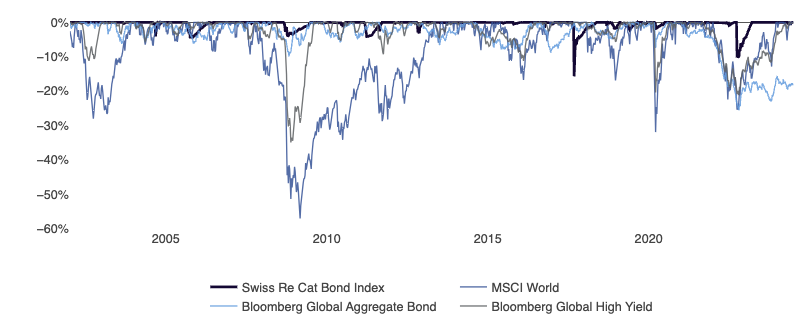 0%
−10%
−20%
−30%
−40%
−50%
−60%
2005 2010 2015 2020
Swiss Re Cat Bond Index MSCI World
Bloomberg Global Aggregate Bond Bloomberg Global High Yield